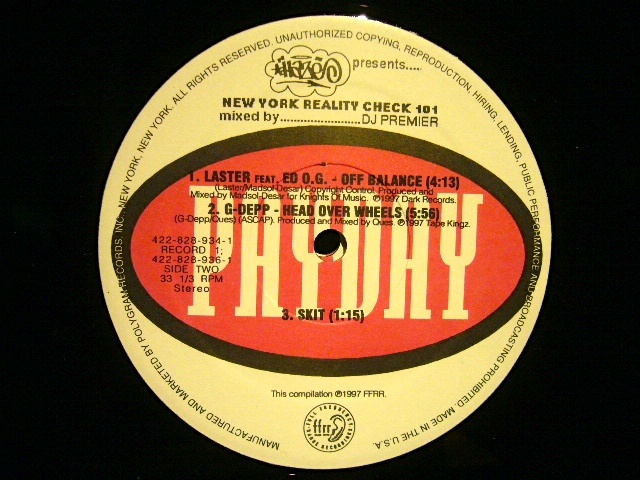 presents.....
NEW YORK REALITY CHECK 101
mixed by........................DJ PREMIER
1. LASTER FEAT. ED O.G. - OFF BALANCE (4:13)
(Laster/Madsol-Desar) Copyright Control. Produced and
Mixed by Madsol-Desar for Knights Of Music. ℗1997 Dark Records.
2. G-DEPP - HEAD OVER WHEELS (5:56)
(G-Depp/Ques) (ASCAP). Produced and Mixed by Ques. ℗1997 Tape Kingz.
PAYDAY
422-828-934-1
RECORD 1;
422-828-936-1
SIDE TWO
33 1/3 RPM
Stereo
3. SKIT (1:15)
This compilation ℗1997 FFRR.
ffrr
FULL FREQUENCY
RANGE RECORDINGS
MANUFACTURED AND MARKETED BY POLYGRAM RECORDS, INC., NEW YORK, NEW YORK. ALL RIGHTS RESERVED. UNAUTHORIZED COPYING, REPRODUCTION, HIRING, LENDING, PUBLIC PERFORMANCE AND BROADCASTING PROHIBITED. MADE IN THE U.S.A.